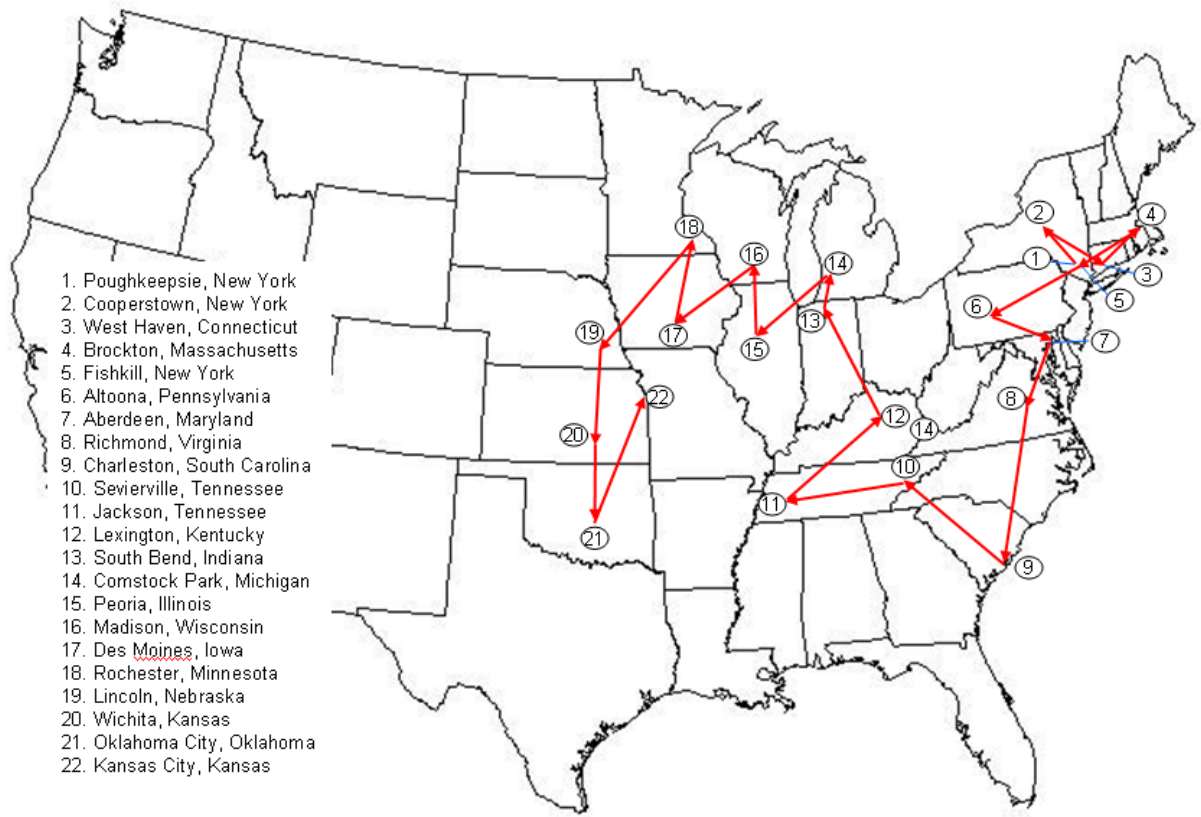 1. Poughkeepsie, New York
2. Cooperstown, New York
3. West Haven, Connecticut
4. Brockton, Massachusetts
5. Fishkill, New York
6. Altoona, Pennsylvania
7. Aberdeen, Maryland
8. Richmond, Virginia
9. Charleston, South Carolina
10. Sevierville, Tennessee
11. Jackson, Tennessee
12. Lexington, Kentucky
13. South Bend, Indiana
14. Comstock Park, Michigan
15. Peoria, Illinois
16. Madison, Wisconsin
17. Des Moines, Iowa
18. Rochester, Minnesota
19. Lincoln, Nebraska
20. Wichita, Kansas
21. Oklahoma City, Oklahoma
22. Kansas City, Kansas
2
4
18
16
14
1
3
5
6
13
19
17
15
7
22
8
12
14
20
10
11
21
9